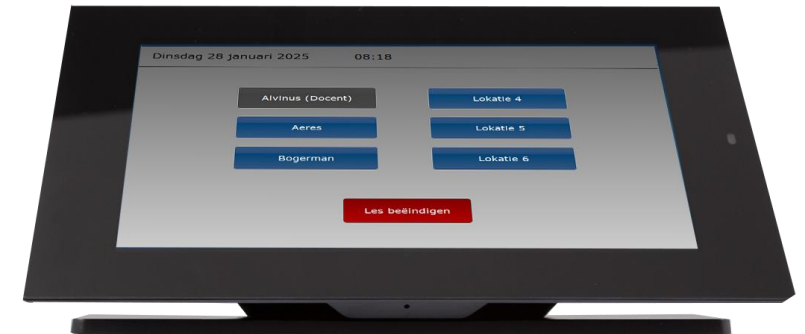 Dinsdag 28 januari 2025 08:18
Alvinus (Docent) Lokatie 4
Aeres Lokatie 5
Bogerman Lokatie 6
Les beëindigen